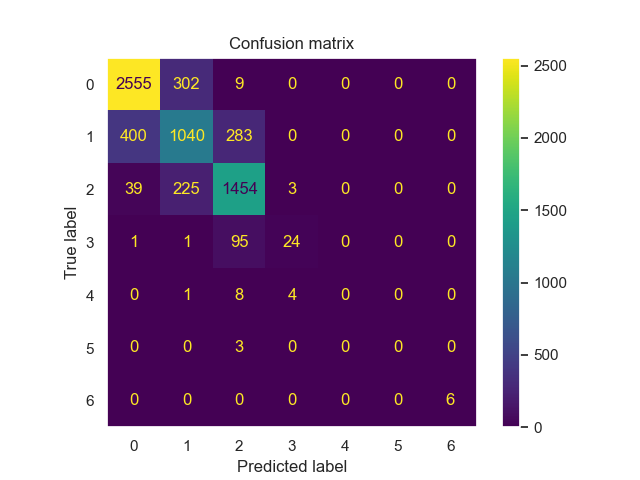 Confusion matrix
True label
0 2555 302 9 0 0 0 0
1 400 1040 283 0 0 0 0
2 39 225 1454 3 0 0 0
3 1 1 95 24 0 0 0
4 0 1 8 4 0 0 0
5 0 0 3 0 0 0 0
6 0 0 0 0 0 0 6
0 1 2 3 4 5 6
Predicted label
2500
2000
1500
1000
500
0